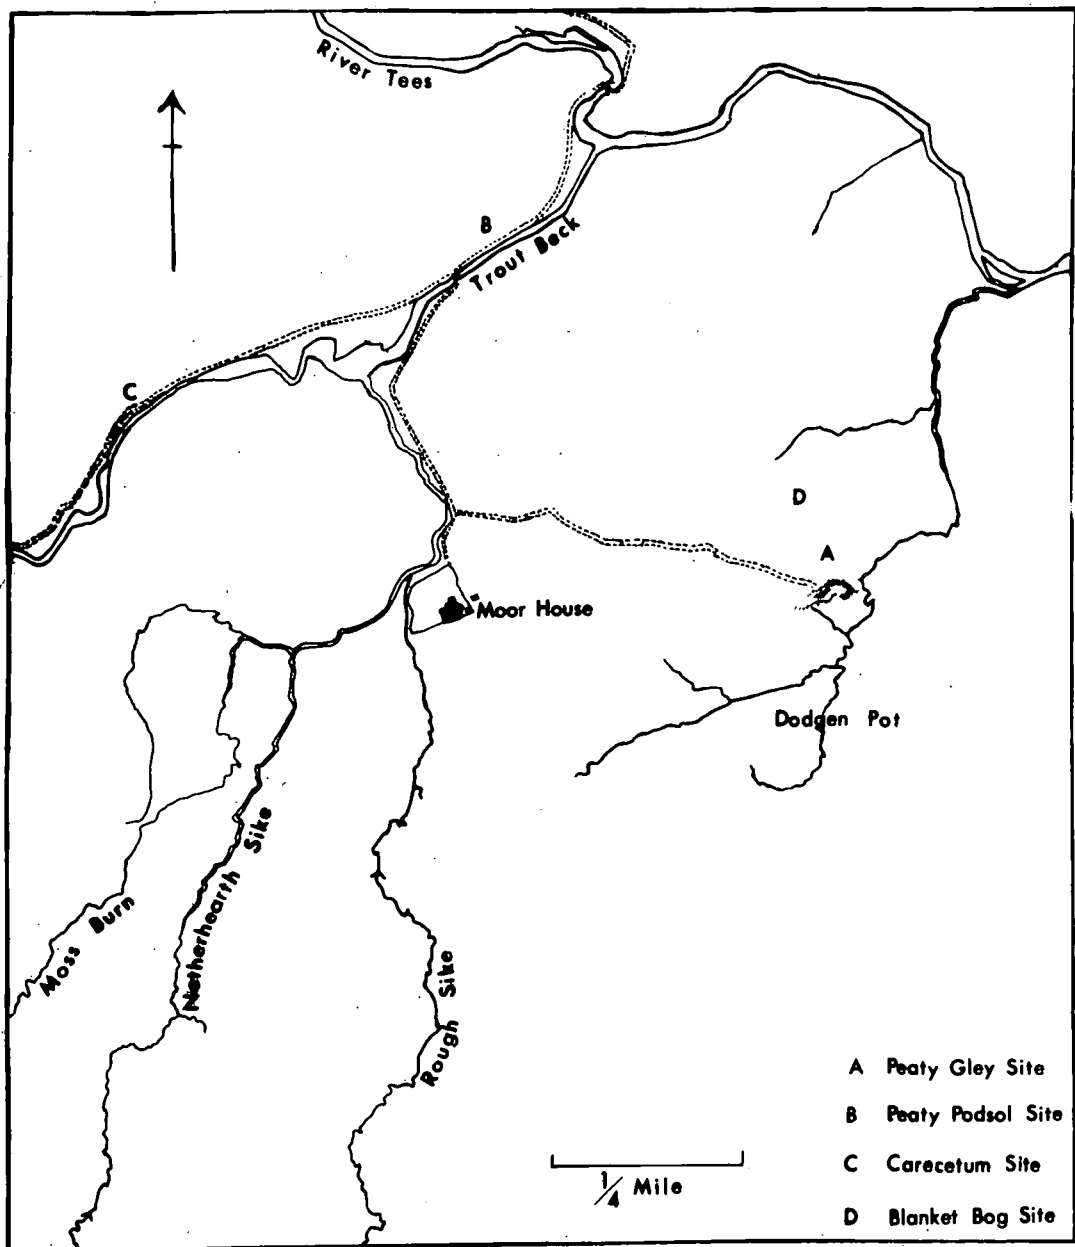 River Tees
B
Trout Beck
C
D
A
Moor House
Dodgen Pot
Netherhearth Sike
Moss Burn
Rough Sike
A Peaty Gley Site
B Peaty Podsol Site
C Carecetum Site
D Blanket Bog Site
1/4 Mile